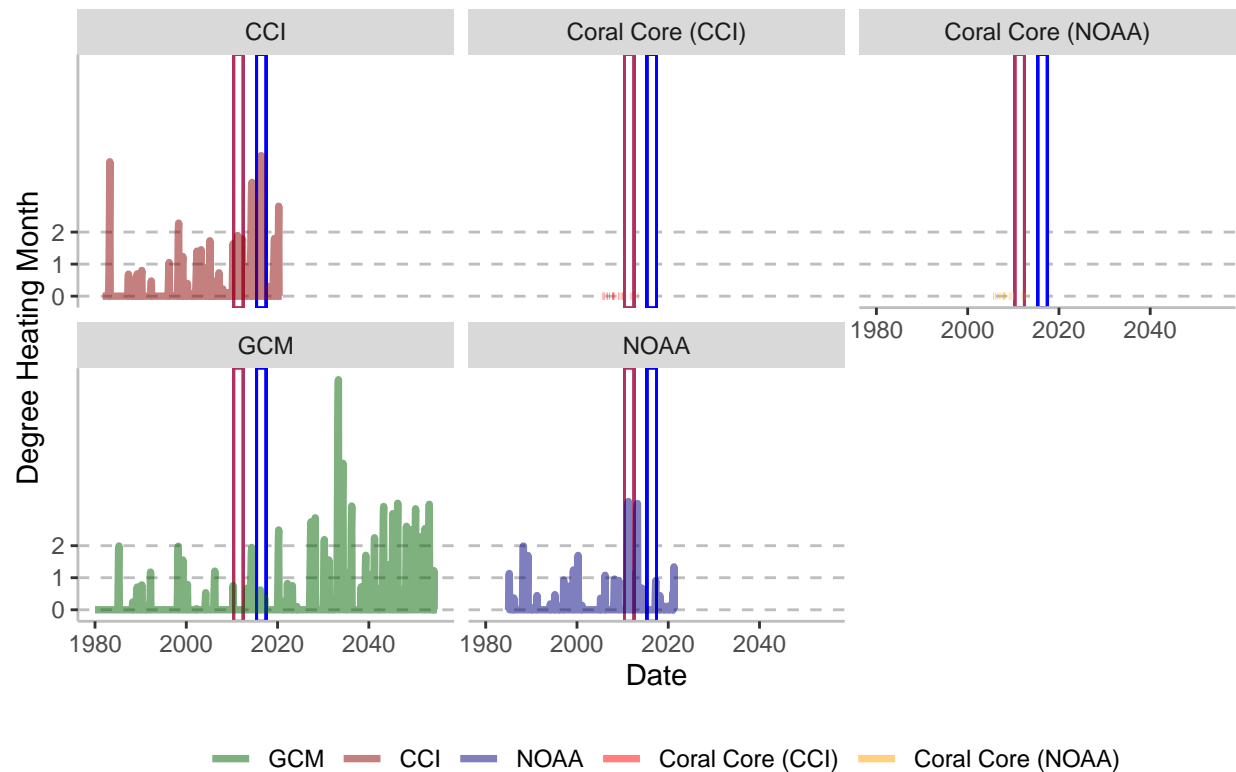 CCI Coral Core (CCI) Coral Core (NOAA)
2
1
0
1980 2000 2020 2040
GCM NOAA
2
1
0
1980 2000 2020 2040 1980 2000 2020 2040
Degree Heating Month
Date
GCM CCI NOAA Coral Core (CCI) Coral Core (NOAA)